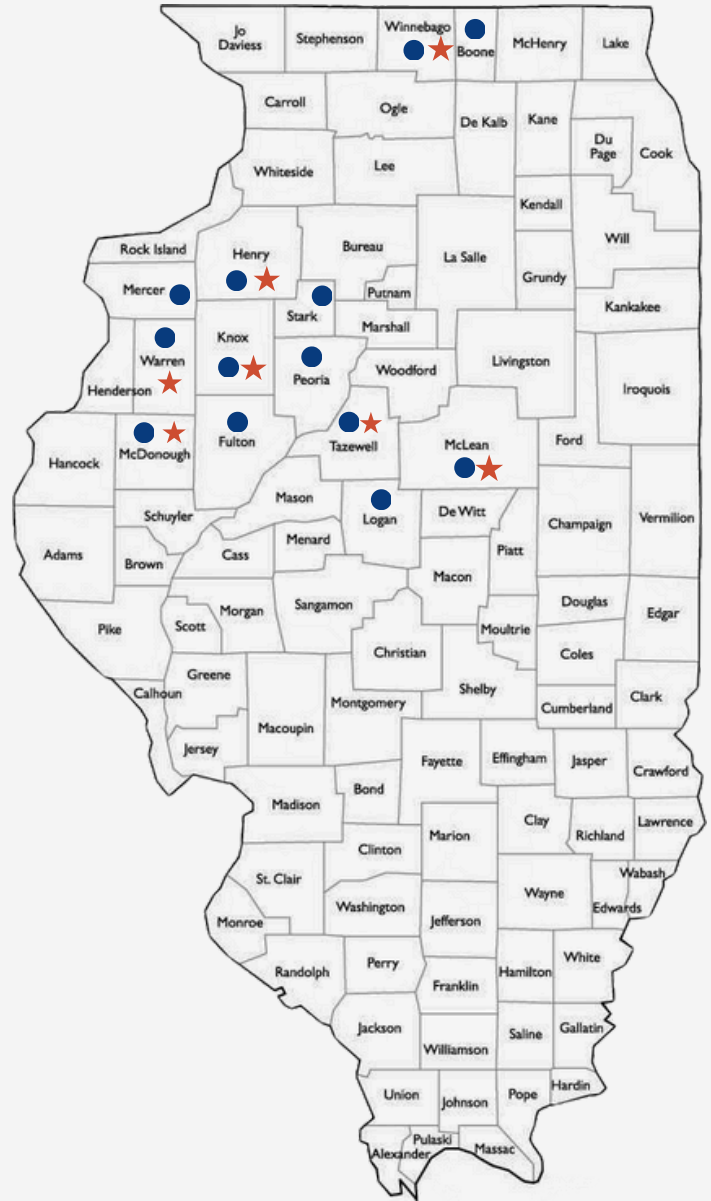 Jo
Daviess
Stephenson
Winnebago
Boone
McHenry
Lake
Carroll
Ogle
De Kalb
Kane
Du
Page
Cook
Whiteside
Lee
Kendall
Rock Island
Henry
Bureau
La Salle
Will
Grundy
Mercer
Stark
Putnam
Kankakee
Marshall
Knox
Warren
Peoria
Woodford
Livingston
Henderson
Iroquois
McDonough
Fulton
Tazewell
McLean
Ford
Hancock
Mason
Logan
De Witt
Schuyler
Champaign
Vermilion
Adams
Brown
Cass
Menard
Piatt
Macon
Pike
Scott
Morgan
Sangamon
Douglas
Edgar
Moultrie
Christian
Coles
Greene
Calhoun
Montgomery
Shelby
Cumberland
Clark
Macoupin
Jersey
Fayette
Effingham
Jasper
Crawford
Madison
Bond
Clay
Lawrence
Marion
Richland
Clinton
St. Clair
Wabash
Wayne
Edwards
Washington
Monroe
Jefferson
Randolph
Perry
Hamilton
White
Franklin
Jackson
Williamson
Saline
Gallatin
Union
Johnson
Pope
Hardin
Pulaski
Alexander
Massac